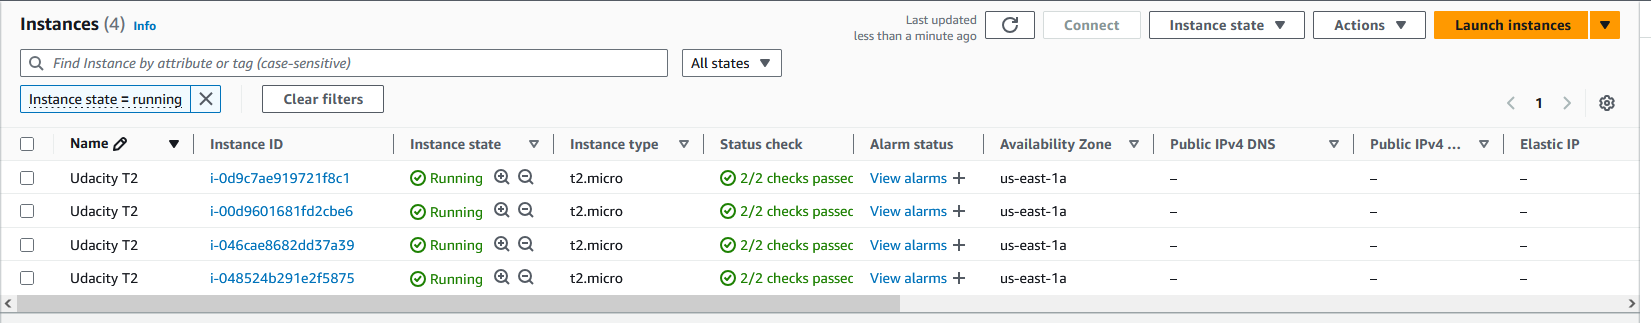 Instances (4) Info
Last updated
less than a minute ago
Connect
Instance state
Actions
Launch instances
Find Instance by attribute or tag (case-sensitive)
All states
Instance state = running
Clear filters
1
Name Instance ID Instance state Instance type Status check Alarm status Availability Zone Public IPv4 DNS Public IPv4 ... Elastic IP
Udacity T2 i-0d9c7ae919721f8c1 Running t2.micro 2/2 checks passed View alarms + us-east-1a – – –
Udacity T2 i-00d9601681fd2cbe6 Running t2.micro 2/2 checks passed View alarms + us-east-1a – – –
Udacity T2 i-046cae8682dd37a39 Running t2.micro 2/2 checks passed View alarms + us-east-1a – – –
Udacity T2 i-048524b291e2f5875 Running t2.micro 2/2 checks passed View alarms + us-east-1a – – –